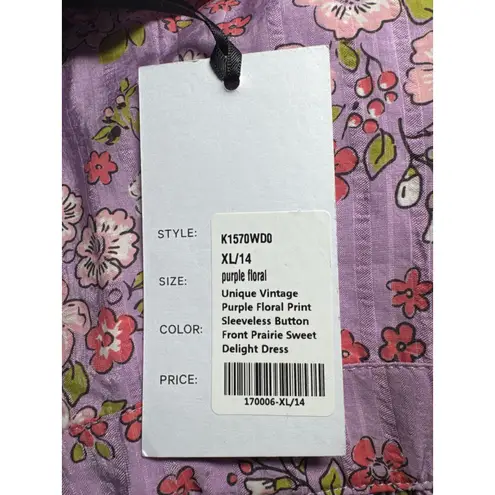 STYLE: K1570WD0
XL/14
SIZE: purple floral
Unique Vintage
Purple Floral Print
Sleeveless Button
COLOR: Front Prairie Sweet
Delight Dress
PRICE:
170006-XL/14